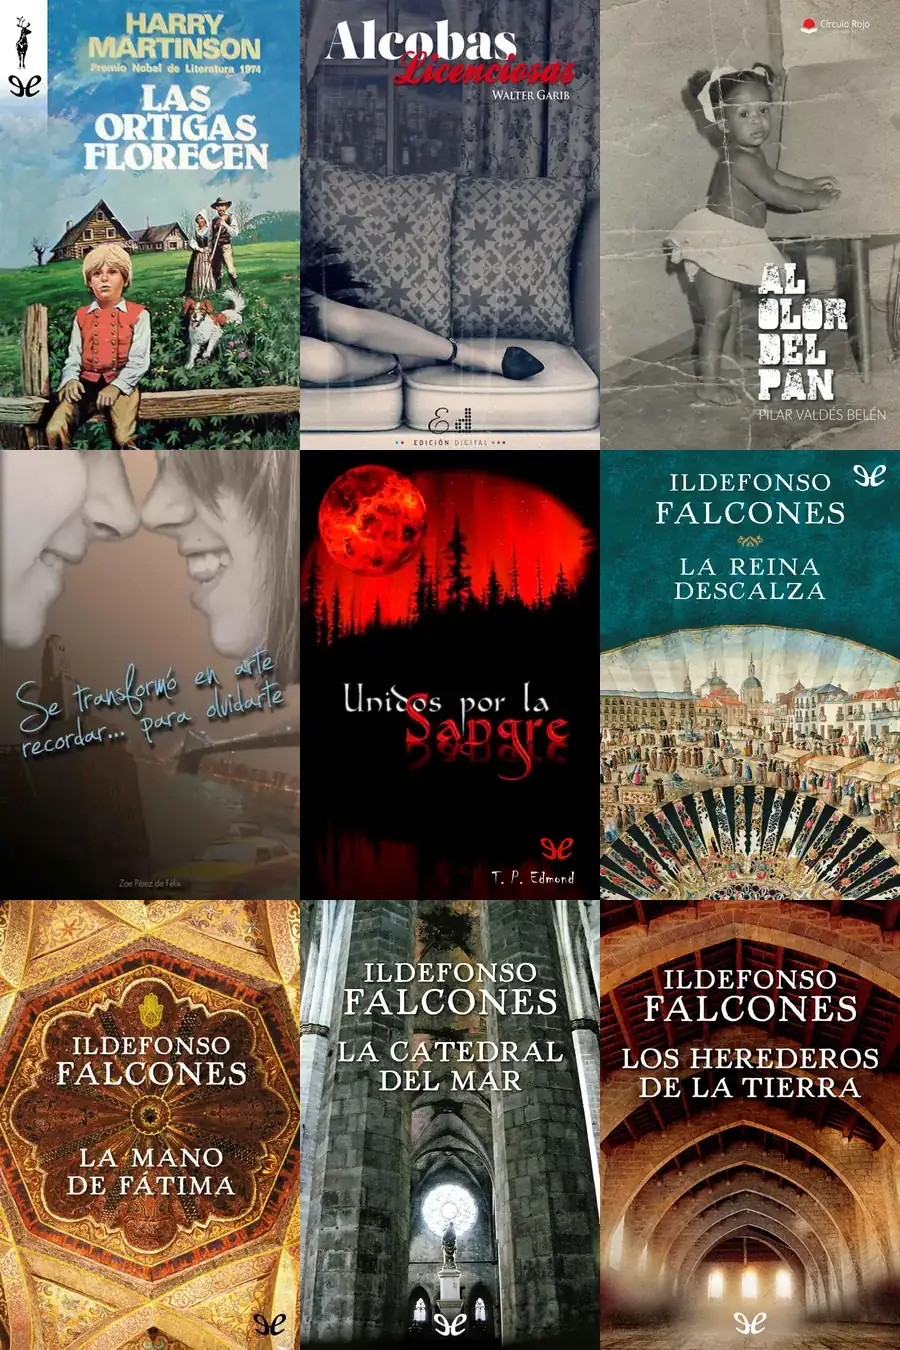 HARRY
MARTINSON
Premio Nobel de Literatura 1974
LAS
ORTIGAS
FLORECEN
Alcobas
Licenciosas
WALTER GARIB
Ed
EDICIÓN DIGITAL
Círculo Rojo
AL
OLOR
DEL
PAN
PILAR VALDÉS BELÉN
Se transformó en arte
recordar... para olvidarte
Zoe Pérez de Félix
Unidos por la
Sangre
T. P. Edmond
ILDEFONSO
FALCONES
LA REINA
DESCALZA
ILDEFONSO
FALCONES
LA MANO
DE FÁTIMA
ILDEFONSO
FALCONES
LA CATEDRAL
DEL MAR
ILDEFONSO
FALCONES
LOS HEREDEROS
DE LA TIERRA